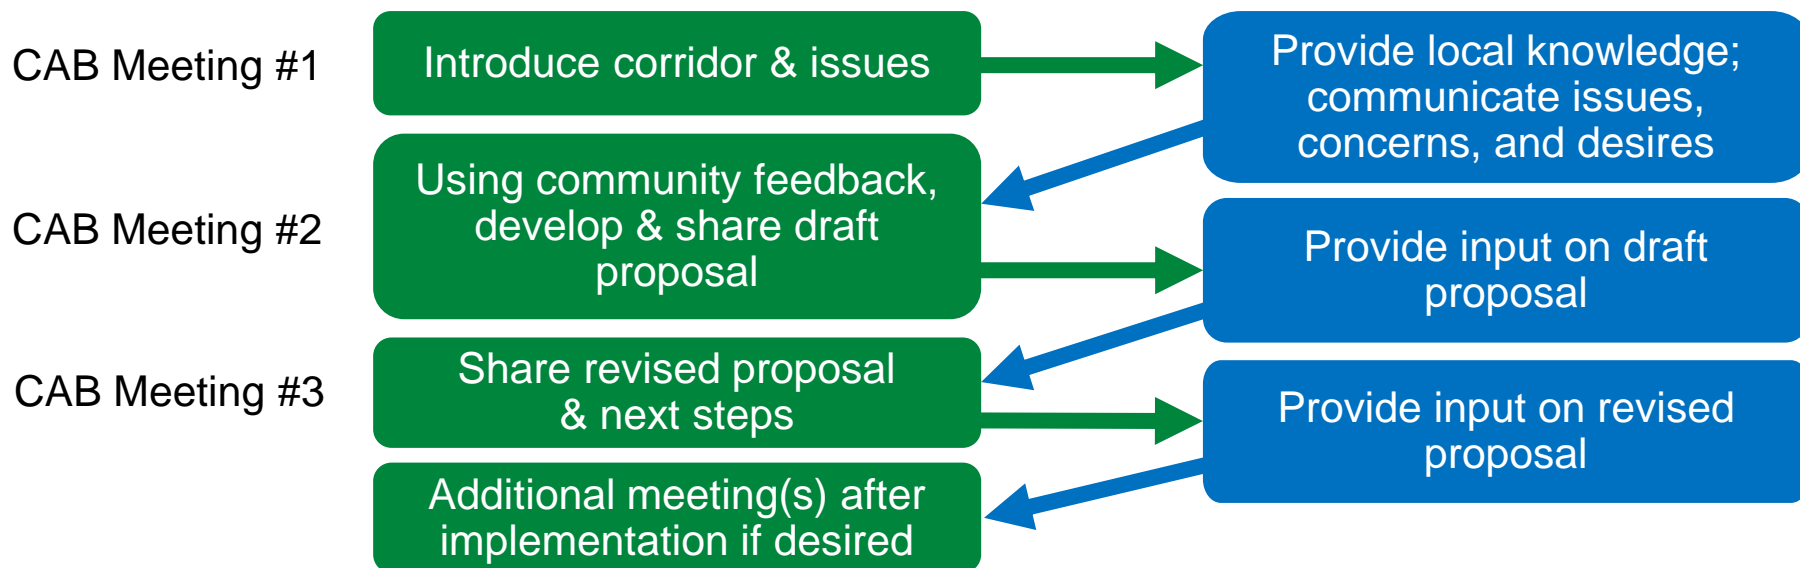 CAB Meeting #1
Introduce corridor & issues
Provide local knowledge;
communicate issues,
concerns, and desires
CAB Meeting #2
Using community feedback,
develop & share draft
proposal
Provide input on draft
proposal
CAB Meeting #3
Share revised proposal
& next steps
Provide input on revised
proposal
Additional meeting(s) after
implementation if desired